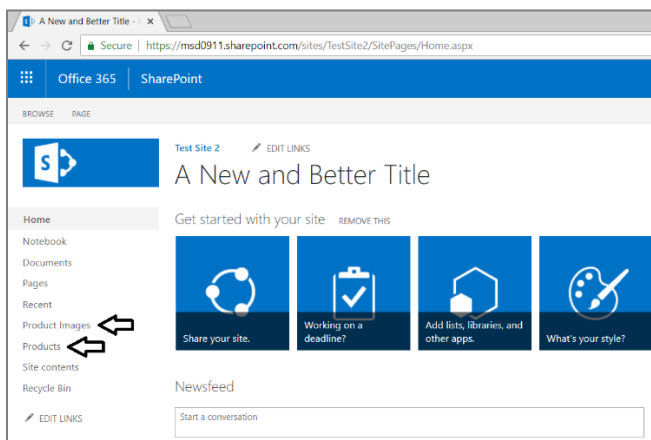 A New and Better Title -
Secure | https://msd0911.sharepoint.com/sites/TestSite2/SitePages/Home.aspx
Office 365 SharePoint
BROWSE PAGE
S
Test Site 2 EDIT LINKS
A New and Better Title
Home
Notebook
Documents
Pages
Recent
Product Images
Products
Site contents
Recycle Bin
EDIT LINKS
Get started with your site REMOVE THIS
Share your site.
Working on a
deadline?
Add lists, libraries, and
other apps.
What's your style?
Newsfeed
Start a conversation